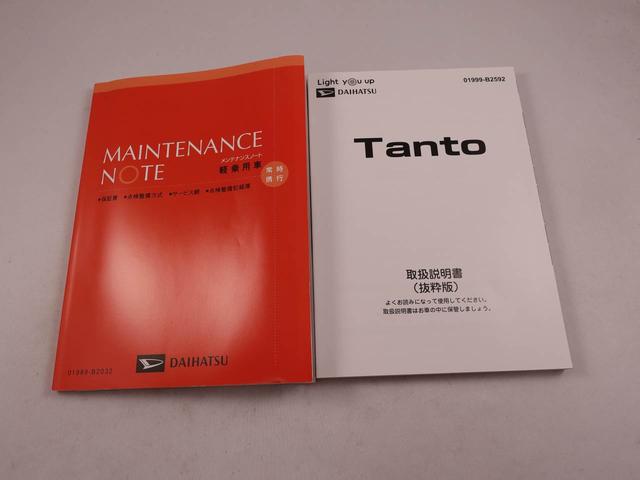 MAINTENANCE
NOTE
メンテナンスノート
軽乗用車
常時
携行
●保証書 ●点検整備方式 ●サービス網 ●点検整備記録簿
DAIHATSU
01999-B2032
Light you up
DAIHATSU
01999-B2592
Tanto
取扱説明書
（抜粋版）
よくお読みになって使用してください。
取扱説明書はお車の中に保管しましょう。